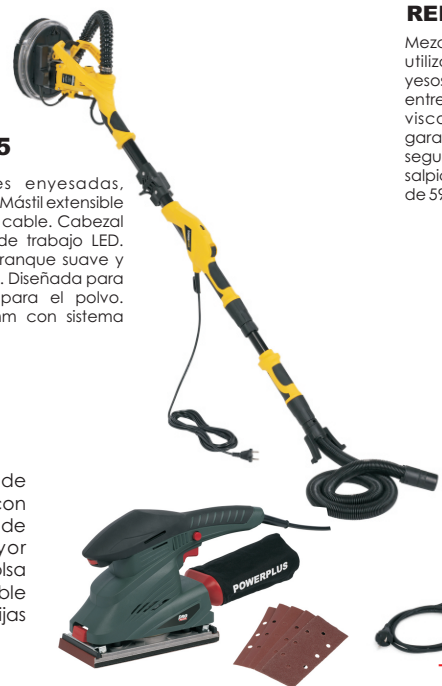 5
es enyesadas,
Mástil extensible
cable. Cabezal
de trabajo LED.
ranque suave y
. Diseñada para
para el polvo.
mm con sistema
RE
Mezc
utiliza
yesos
entre
visco
gara
segu
salpic
de 59
de
con
de
yor
olsa
ble
ijas
POWERPLUS